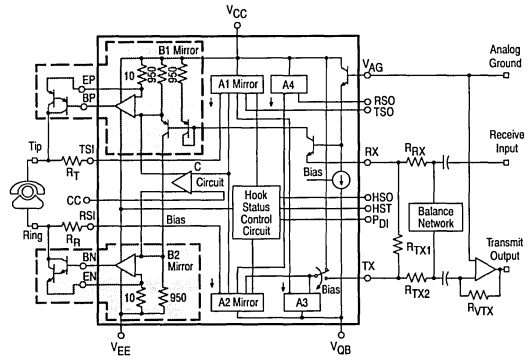 VCC
B1 Mirror
VAG
Analog
Ground
EP
10
950
950
BP
A1 Mirror
A4
RSO
TSO
Tip
TSI
RT
RX
RRX
Receive
Input
C
Circuit
Bias
CC
Hook
Status
Control
Circuit
HSO
HST
PDI
Balance
Network
RSI
Bias
RR
Ring
RTX1
Transmit
Output
BN
EN
B2
Mirror
TX
RTX2
Bias
10
950
A2 Mirror
A3
RVTX
VEE
VQB